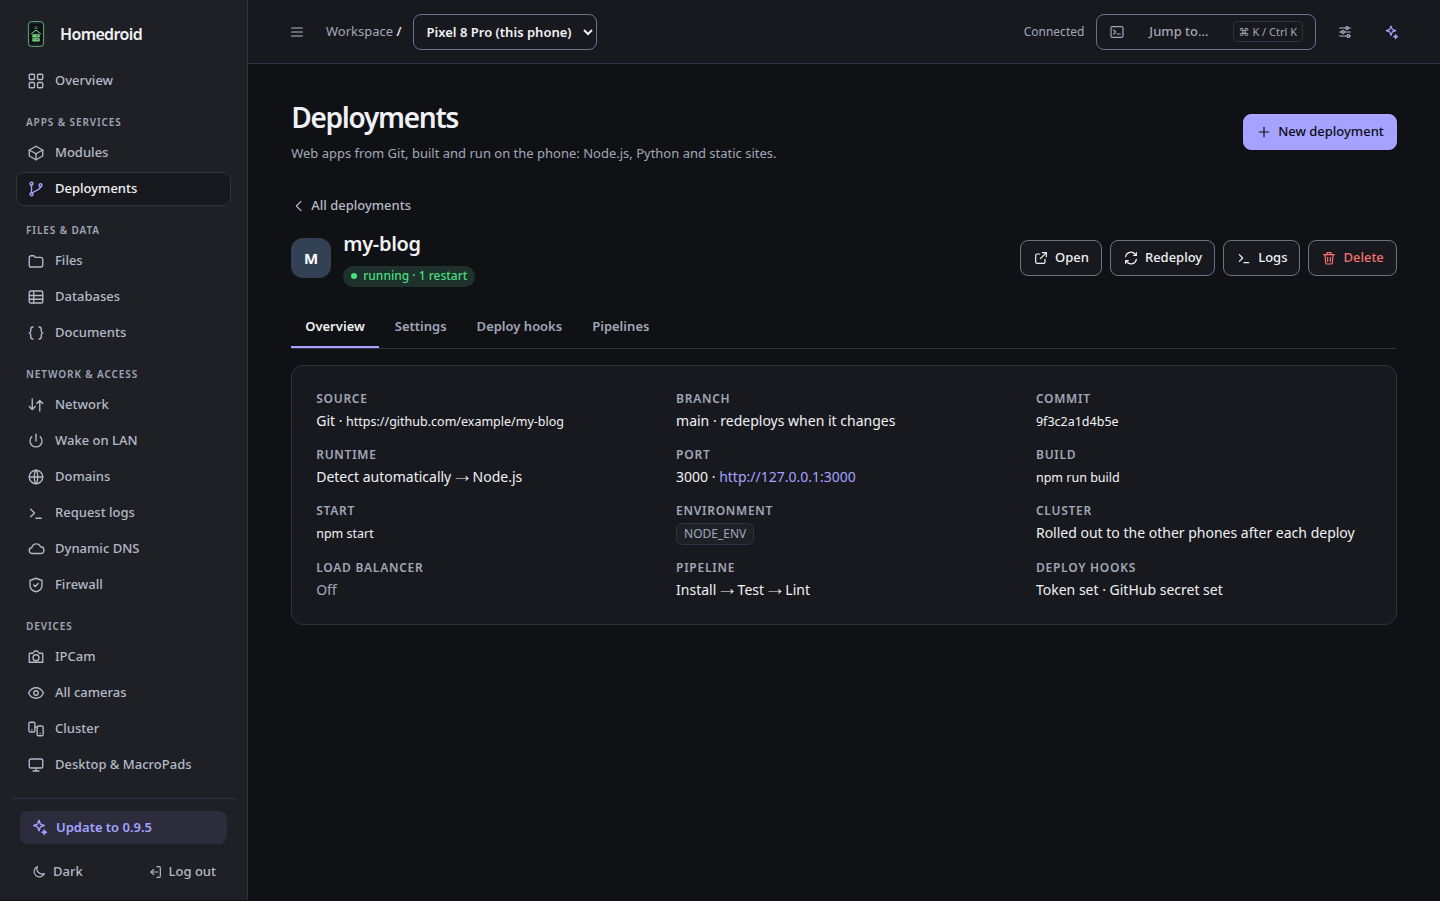 Homedroid
Overview
APPS & SERVICES
Modules
Deployments
FILES & DATA
Files
Databases
Documents
NETWORK & ACCESS
Network
Wake on LAN
Domains
Request logs
Dynamic DNS
Firewall
DEVICES
IPCam
All cameras
Cluster
Desktop & MacroPads
Update to 0.9.5
Dark
Log out
Workspace /
Pixel 8 Pro (this phone)
Connected
Jump to...
⌘ K / Ctrl K
Deployments
Web apps from Git, built and run on the phone: Node.js, Python and static sites.
New deployment
All deployments
M
my-blog
running · 1 restart
Open
Redeploy
Logs
Delete
Overview
Settings
Deploy hooks
Pipelines
SOURCE
Git · https://github.com/example/my-blog
BRANCH
main · redeploys when it changes
COMMIT
9f3c2a1d4b5e
RUNTIME
Detect automatically → Node.js
PORT
3000 · http://127.0.0.1:3000
BUILD
npm run build
START
npm start
ENVIRONMENT
NODE_ENV
CLUSTER
Rolled out to the other phones after each deploy
LOAD BALANCER
Off
PIPELINE
Install → Test → Lint
DEPLOY HOOKS
Token set · GitHub secret set